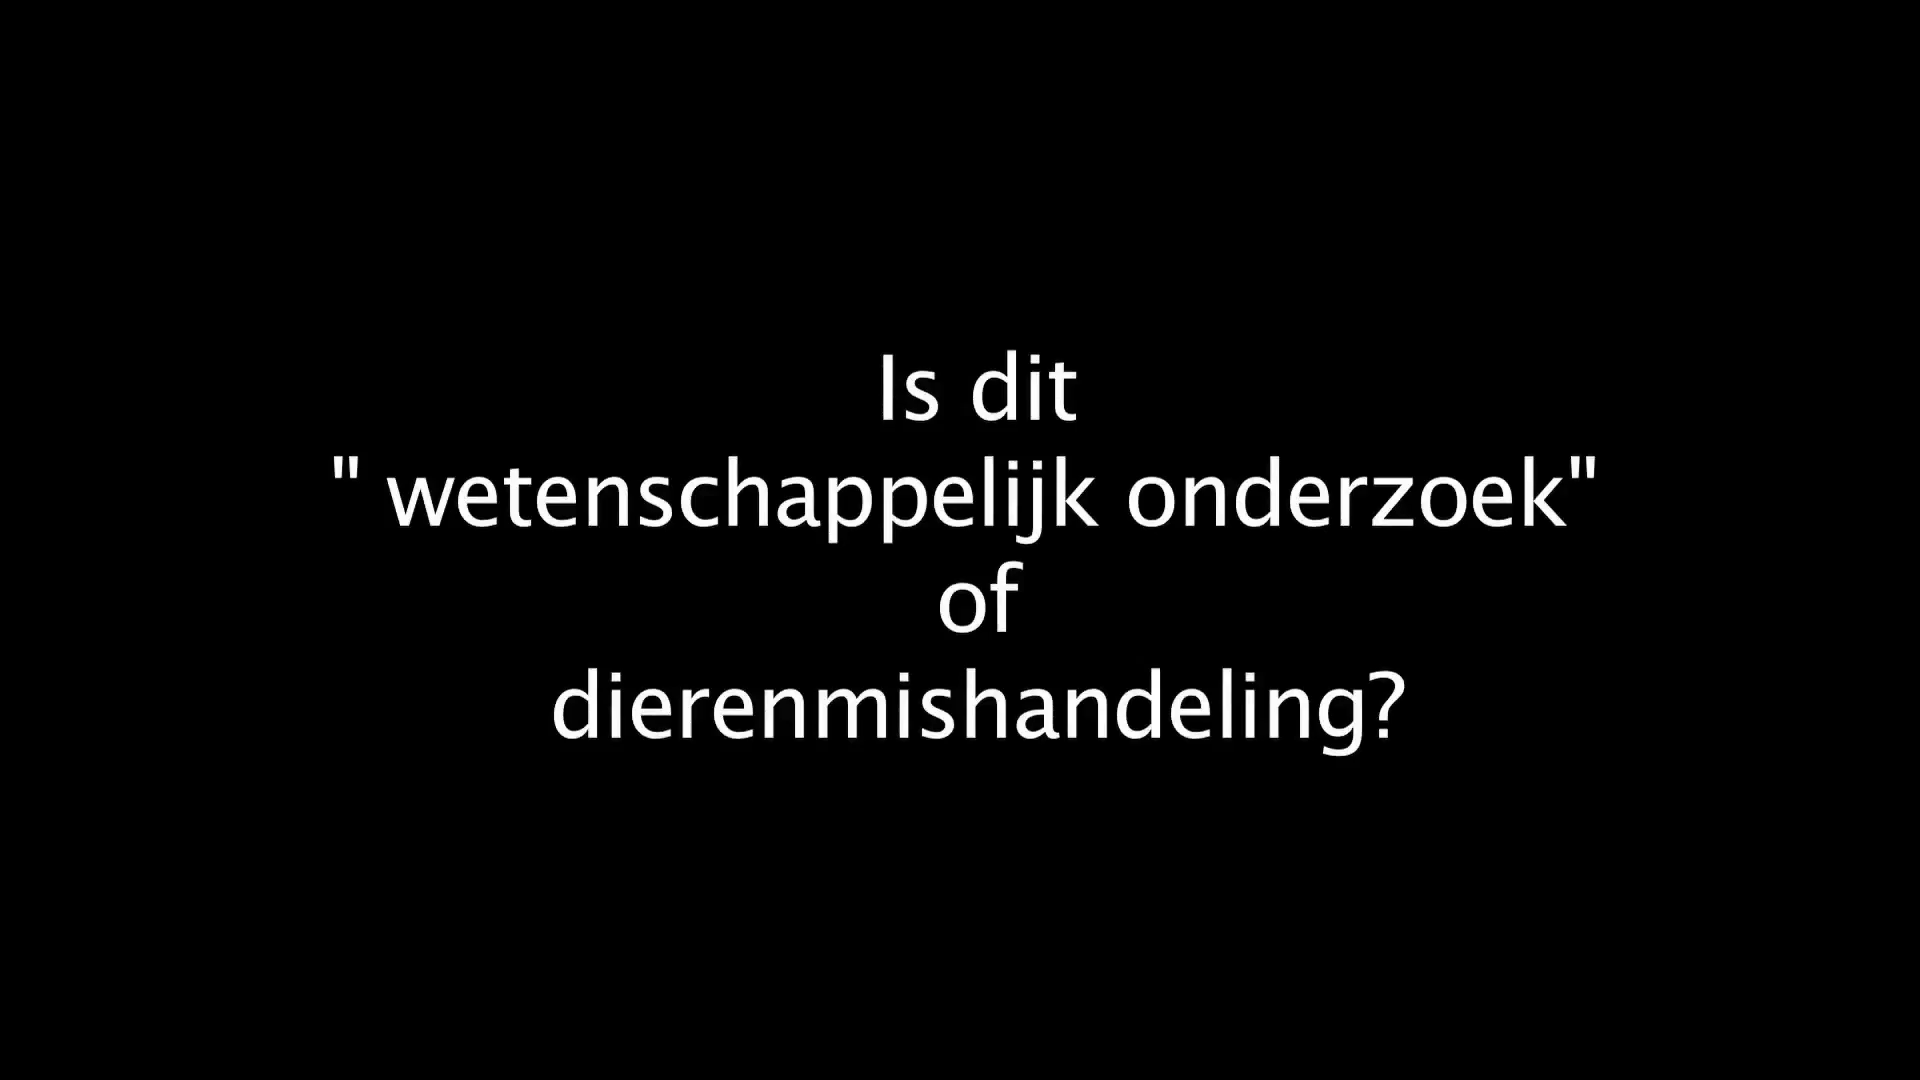 Is dit
" wetenschappelijk onderzoek"
of
dierenmishandeling?